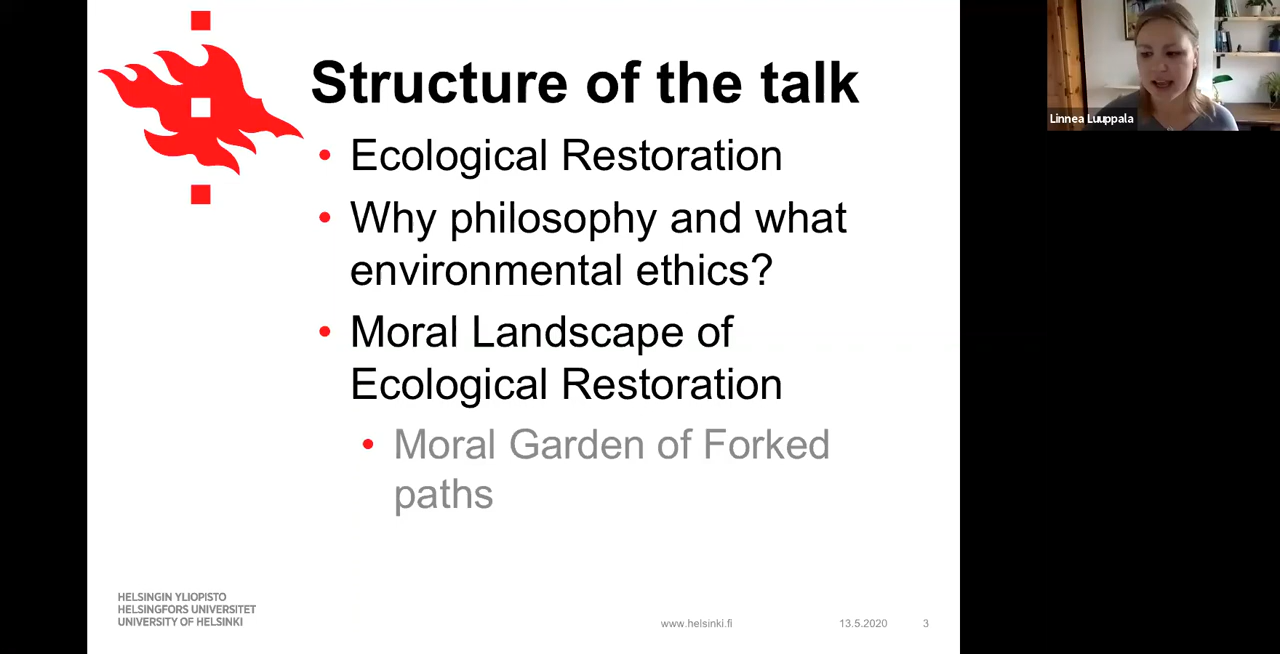 Structure of the talk
• Ecological Restoration
• Why philosophy and what
environmental ethics?
• Moral Landscape of
Ecological Restoration
• Moral Garden of Forked
paths
HELSINGIN YLIOPISTO
HELSINGFORS UNIVERSITET
UNIVERSITY OF HELSINKI
www.helsinki.fi
13.5.2020
3
Linnea Luuppala